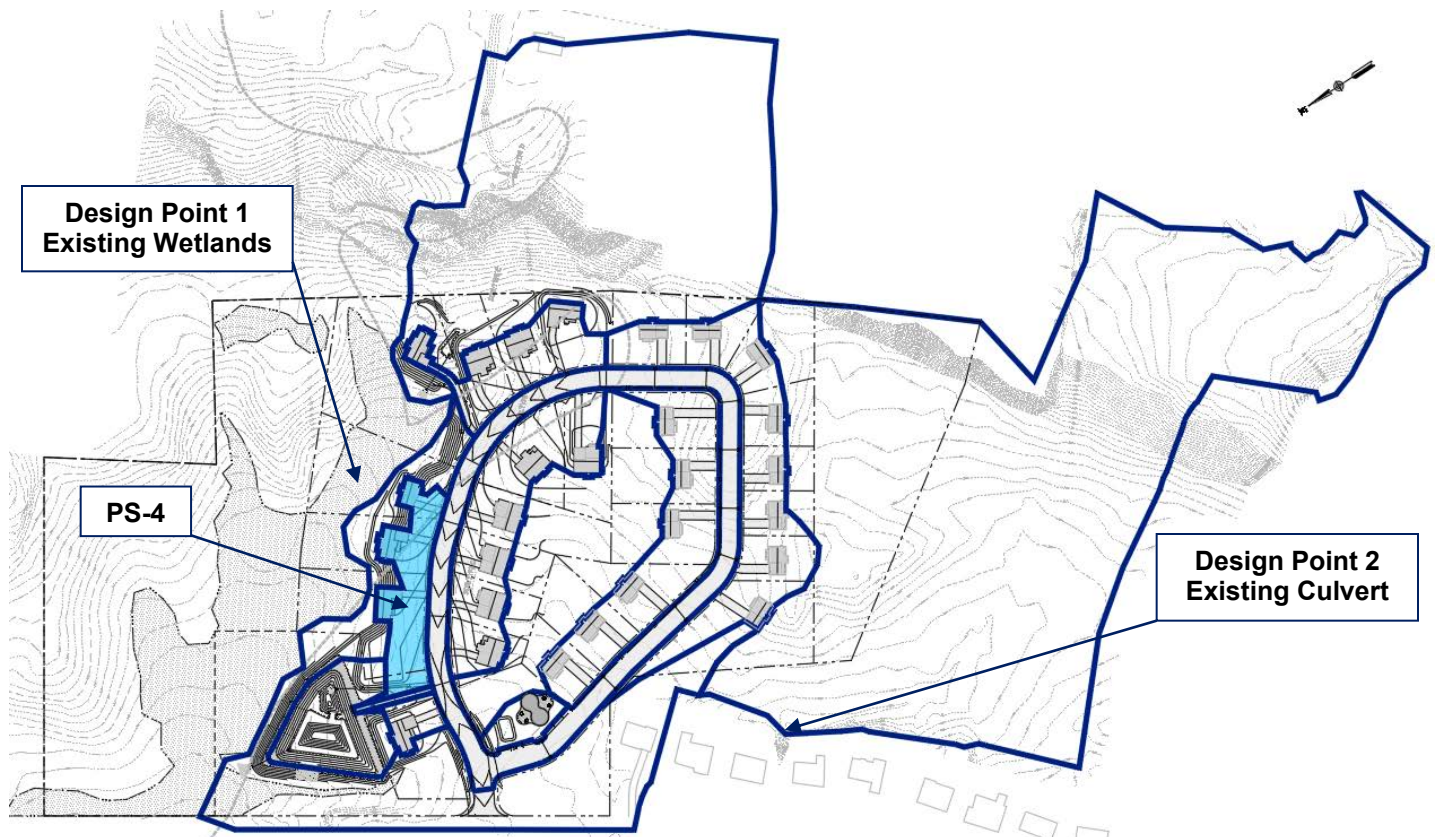 Design Point 1
Existing Wetlands
PS-4
Design Point 2
Existing Culvert